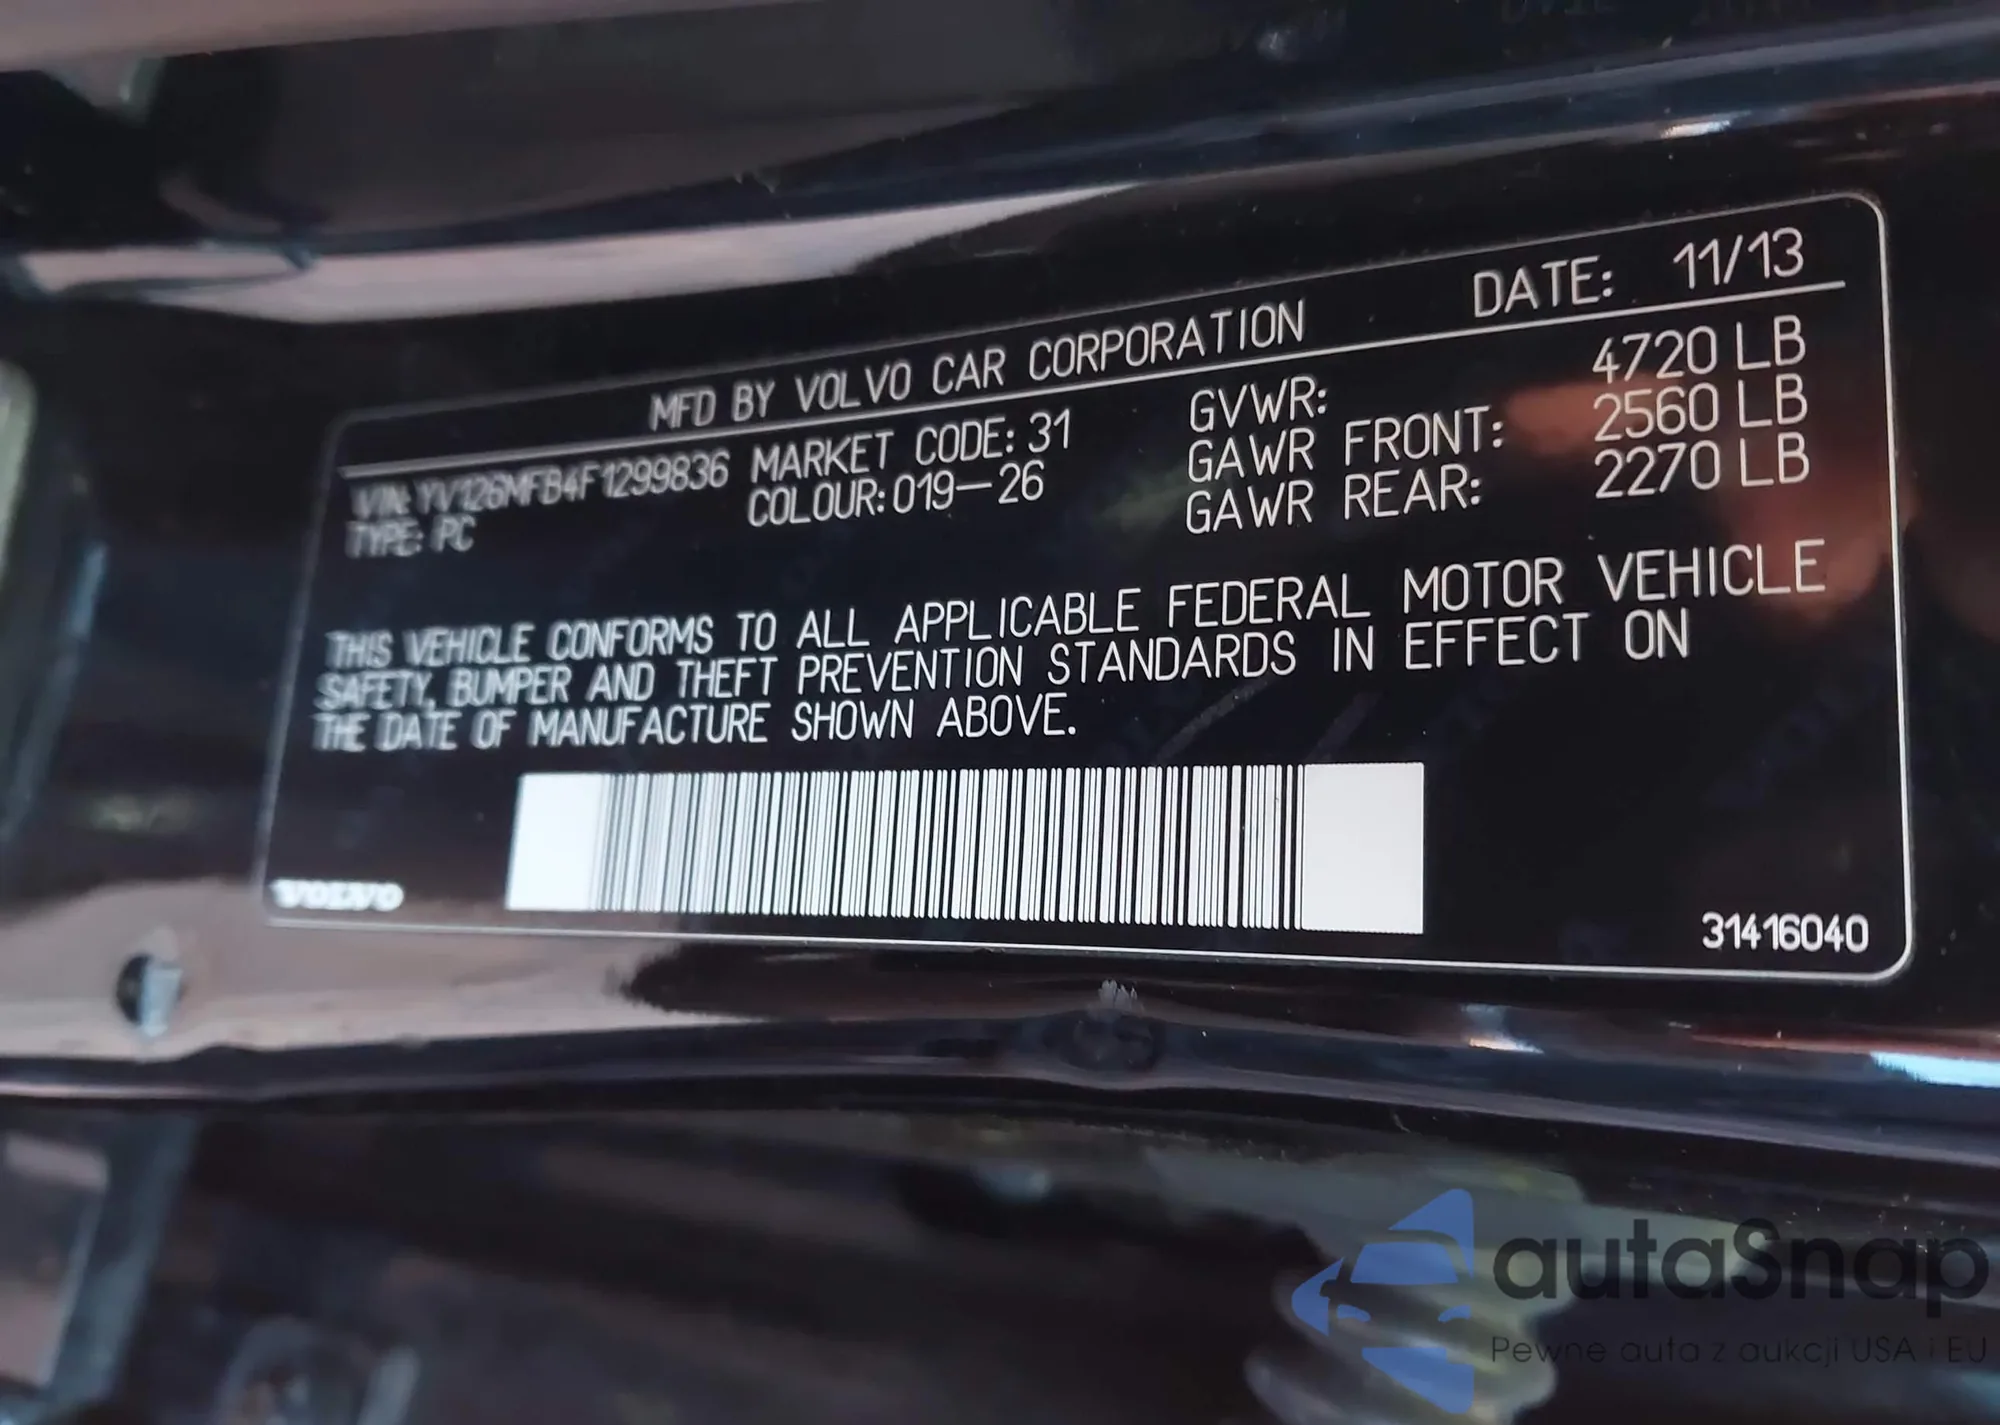 MFD BY VOLVO CAR CORPORATION DATE: 11/13
VIN: YV126MFB4F1299836 MARKET CODE: 31 GVWR: 4720 LB
TYPE: PC COLOUR: 019-26 GAWR FRONT: 2560 LB
GAWR REAR: 2270 LB
THIS VEHICLE CONFORMS TO ALL APPLICABLE FEDERAL MOTOR VEHICLE
SAFETY, BUMPER AND THEFT PREVENTION STANDARDS IN EFFECT ON
THE DATE OF MANUFACTURE SHOWN ABOVE.
VOLVO
31416040
autaSnap
Pewne auta z aukcji USA i EU